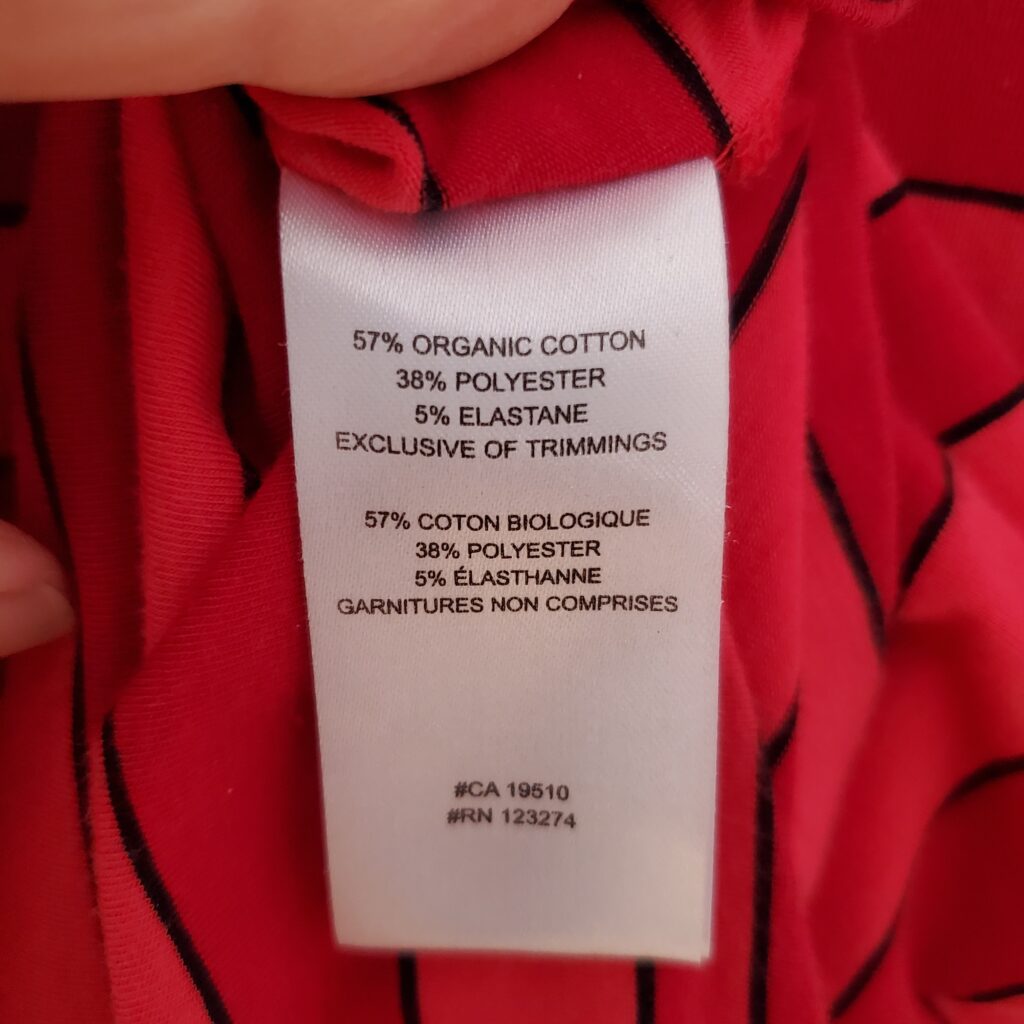 57% ORGANIC COTTON
38% POLYESTER
5% ELASTANE
EXCLUSIVE OF TRIMMINGS
57% COTON BIOLOGIQUE
38% POLYESTER
5% ÉLASTHANNE
GARNITURES NON COMPRISES
#CA 19510
#RN 123274